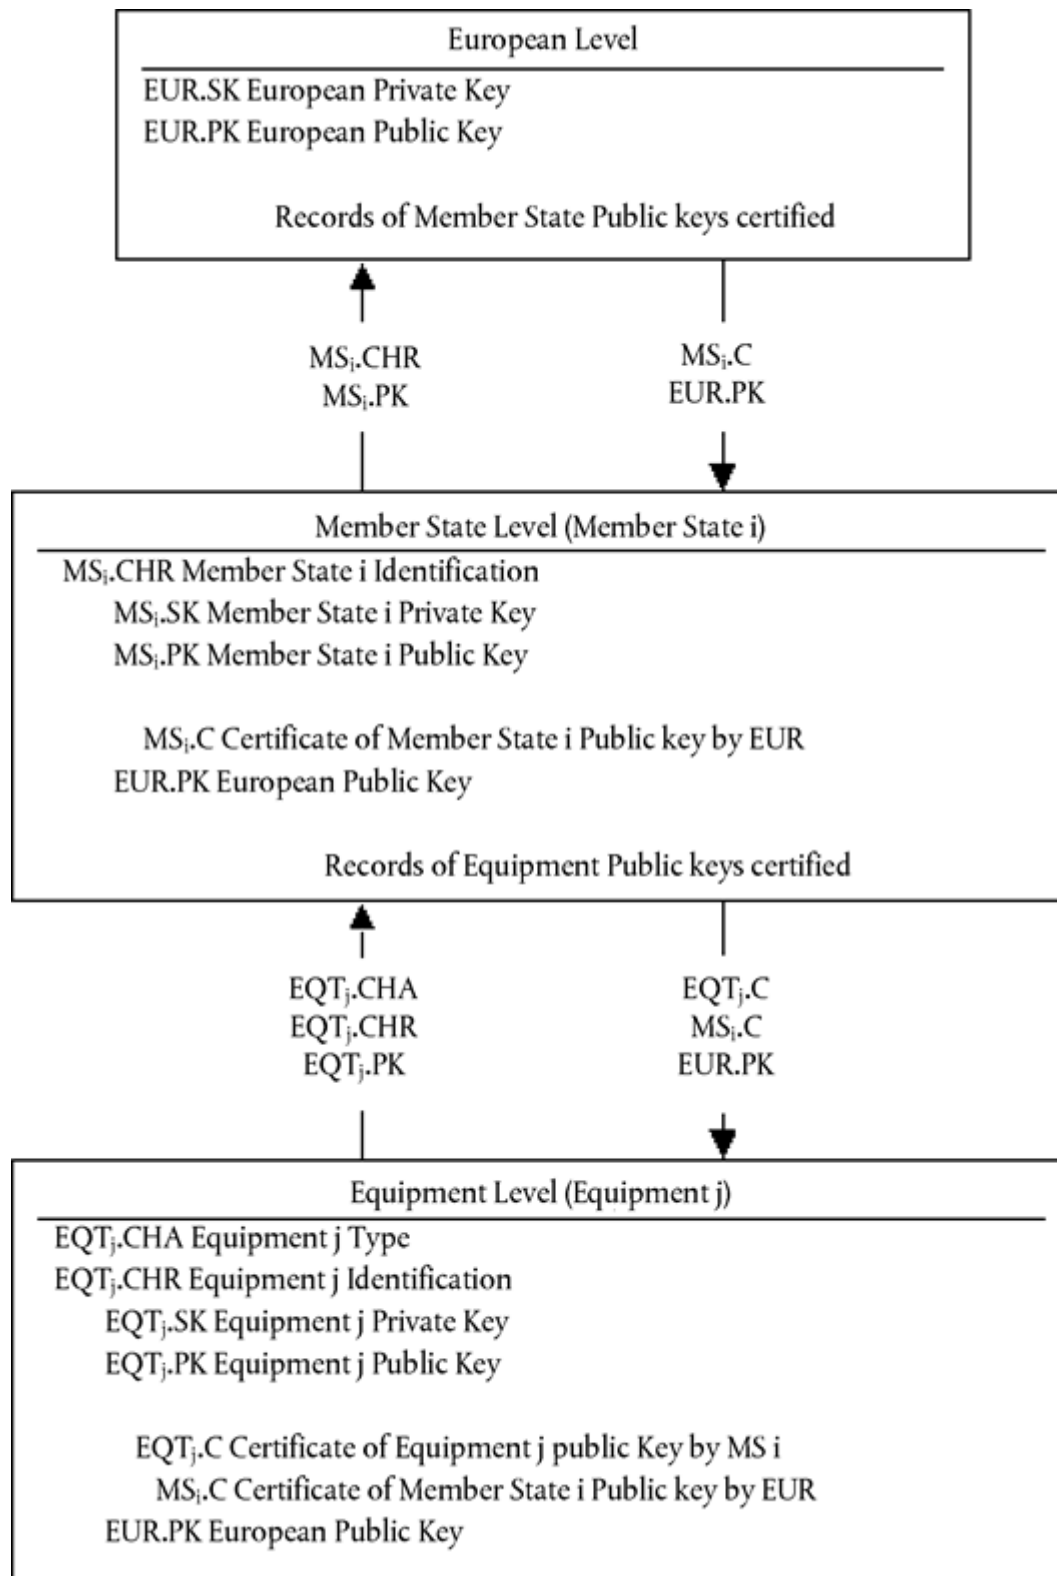 European Level
EUR.SK European Private Key
EUR.PK European Public Key
Records of Member State Public keys certified
MSi.CHR
MSi.PK
MSi.C
EUR.PK
Member State Level (Member State i)
MSi.CHR Member State i Identification
MSi.SK Member State i Private Key
MSi.PK Member State i Public Key
MSi.C Certificate of Member State i Public key by EUR
EUR.PK European Public Key
Records of Equipment Public keys certified
EQTj.CHA
EQTj.CHR
EQTj.PK
EQTj.C
MSi.C
EUR.PK
Equipment Level (Equipment j)
EQTj.CHA Equipment j Type
EQTj.CHR Equipment j Identification
EQTj.SK Equipment j Private Key
EQTj.PK Equipment j Public Key
EQTj.C Certificate of Equipment j public Key by MS i
MSi.C Certificate of Member State i Public key by EUR
EUR.PK European Public Key